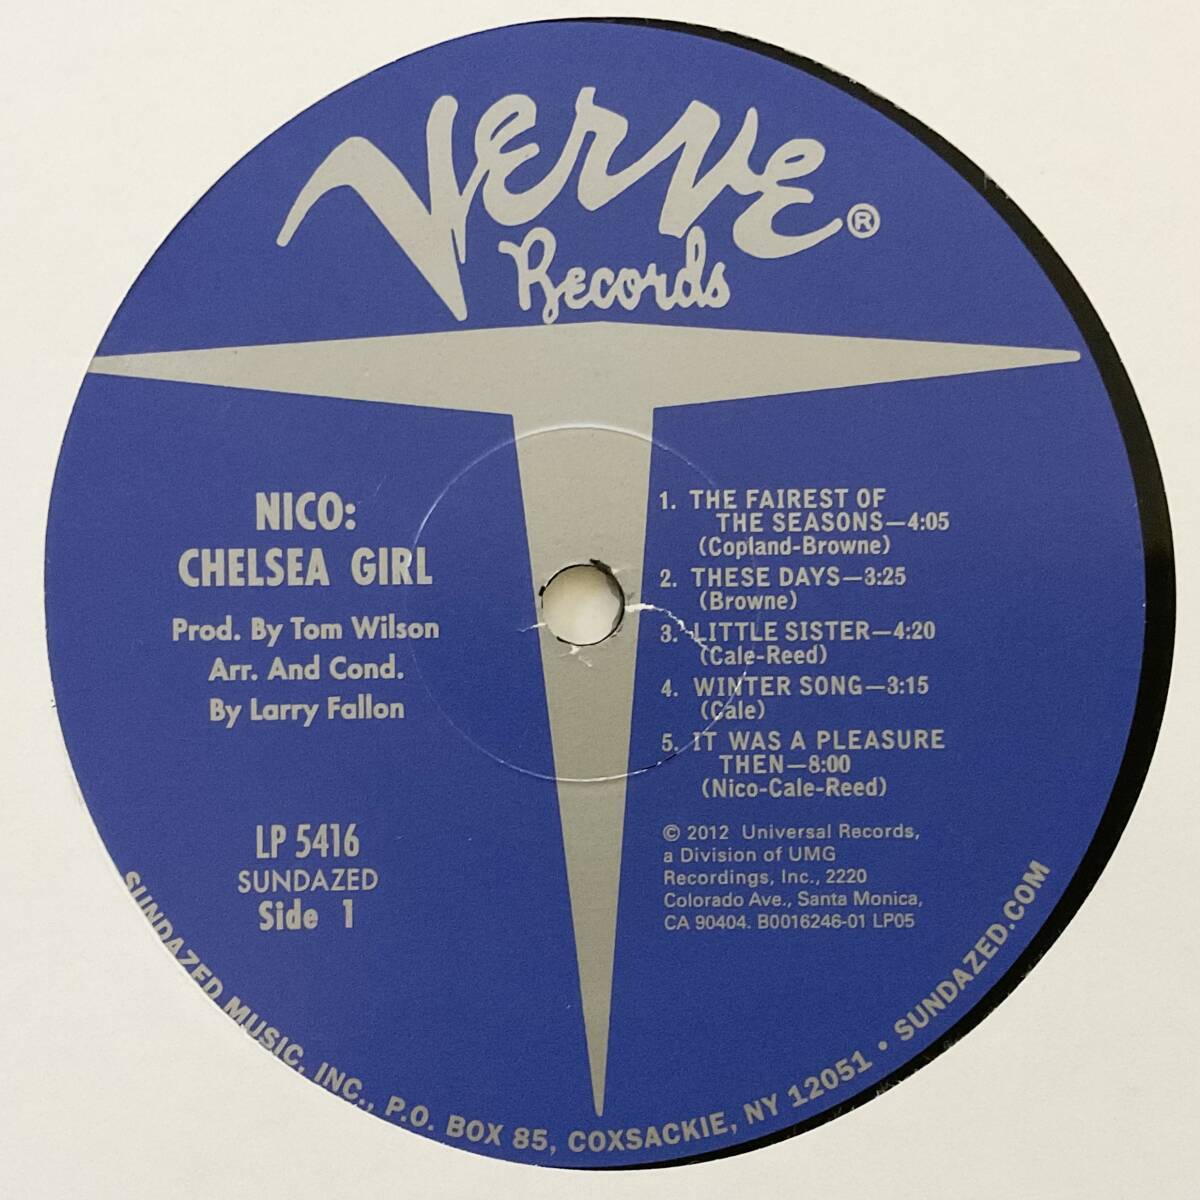 Verve®
Records
NICO:
CHELSEA GIRL
Prod. By Tom Wilson
Arr. And Cond.
By Larry Fallon
LP 5416
SUNDAZED
Side 1
1. THE FAIREST OF
THE SEASONS—4:05
(Copland-Browne)
2. THESE DAYS—3:25
(Browne)
3. LITTLE SISTER—4:20
(Cale-Reed)
4. WINTER SONG—3:15
(Cale)
5. IT WAS A PLEASURE
THEN—8:00
(Nico-Cale-Reed)
© 2012 Universal Records,
a Division of UMG
Recordings, Inc., 2220
Colorado Ave., Santa Monica,
CA 90404. B0016246-01 LP05
SUNDAZED MUSIC, INC., P.O. BOX 85, COXSACKIE, NY 12051 • SUNDAZED.COM